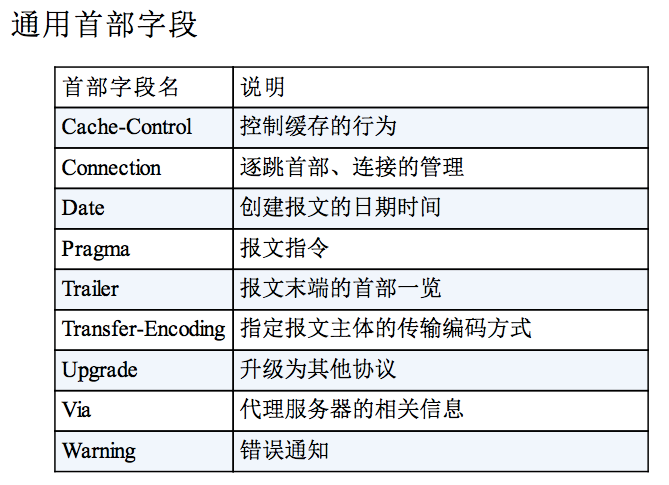 通用首部字段
首部字段名 说明
Cache-Control 控制缓存的行为
Connection 逐跳首部、连接的管理
Date 创建报文的日期时间
Pragma 报文指令
Trailer 报文末端的首部一览
Transfer-Encoding 指定报文主体的传输编码方式
Upgrade 升级为其他协议
Via 代理服务器的相关信息
Warning 错误通知